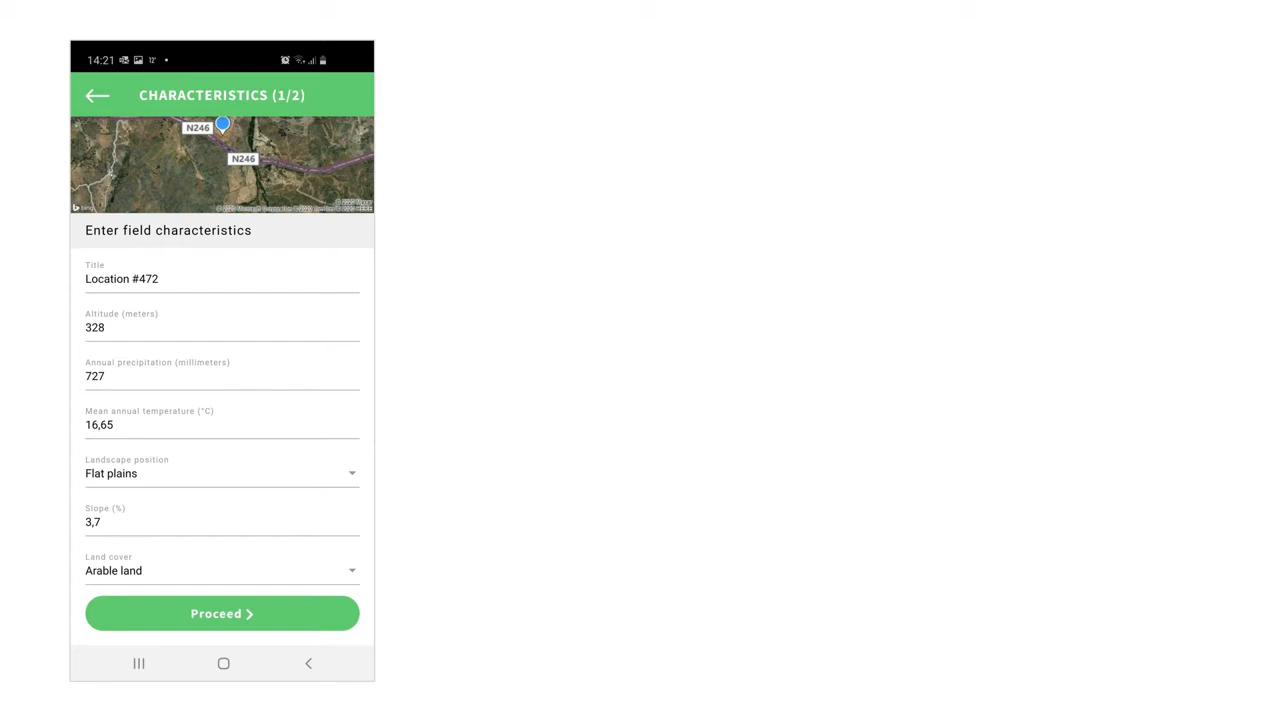 14:21 12°
CHARACTERISTICS (1/2)
N246
N246
Enter field characteristics
Title
Location #472
Altitude (meters)
328
Annual precipitation (millimeters)
727
Mean annual temperature (°C)
16,65
Landscape position
Flat plains
Slope (%)
3,7
Land cover
Arable land
Proceed